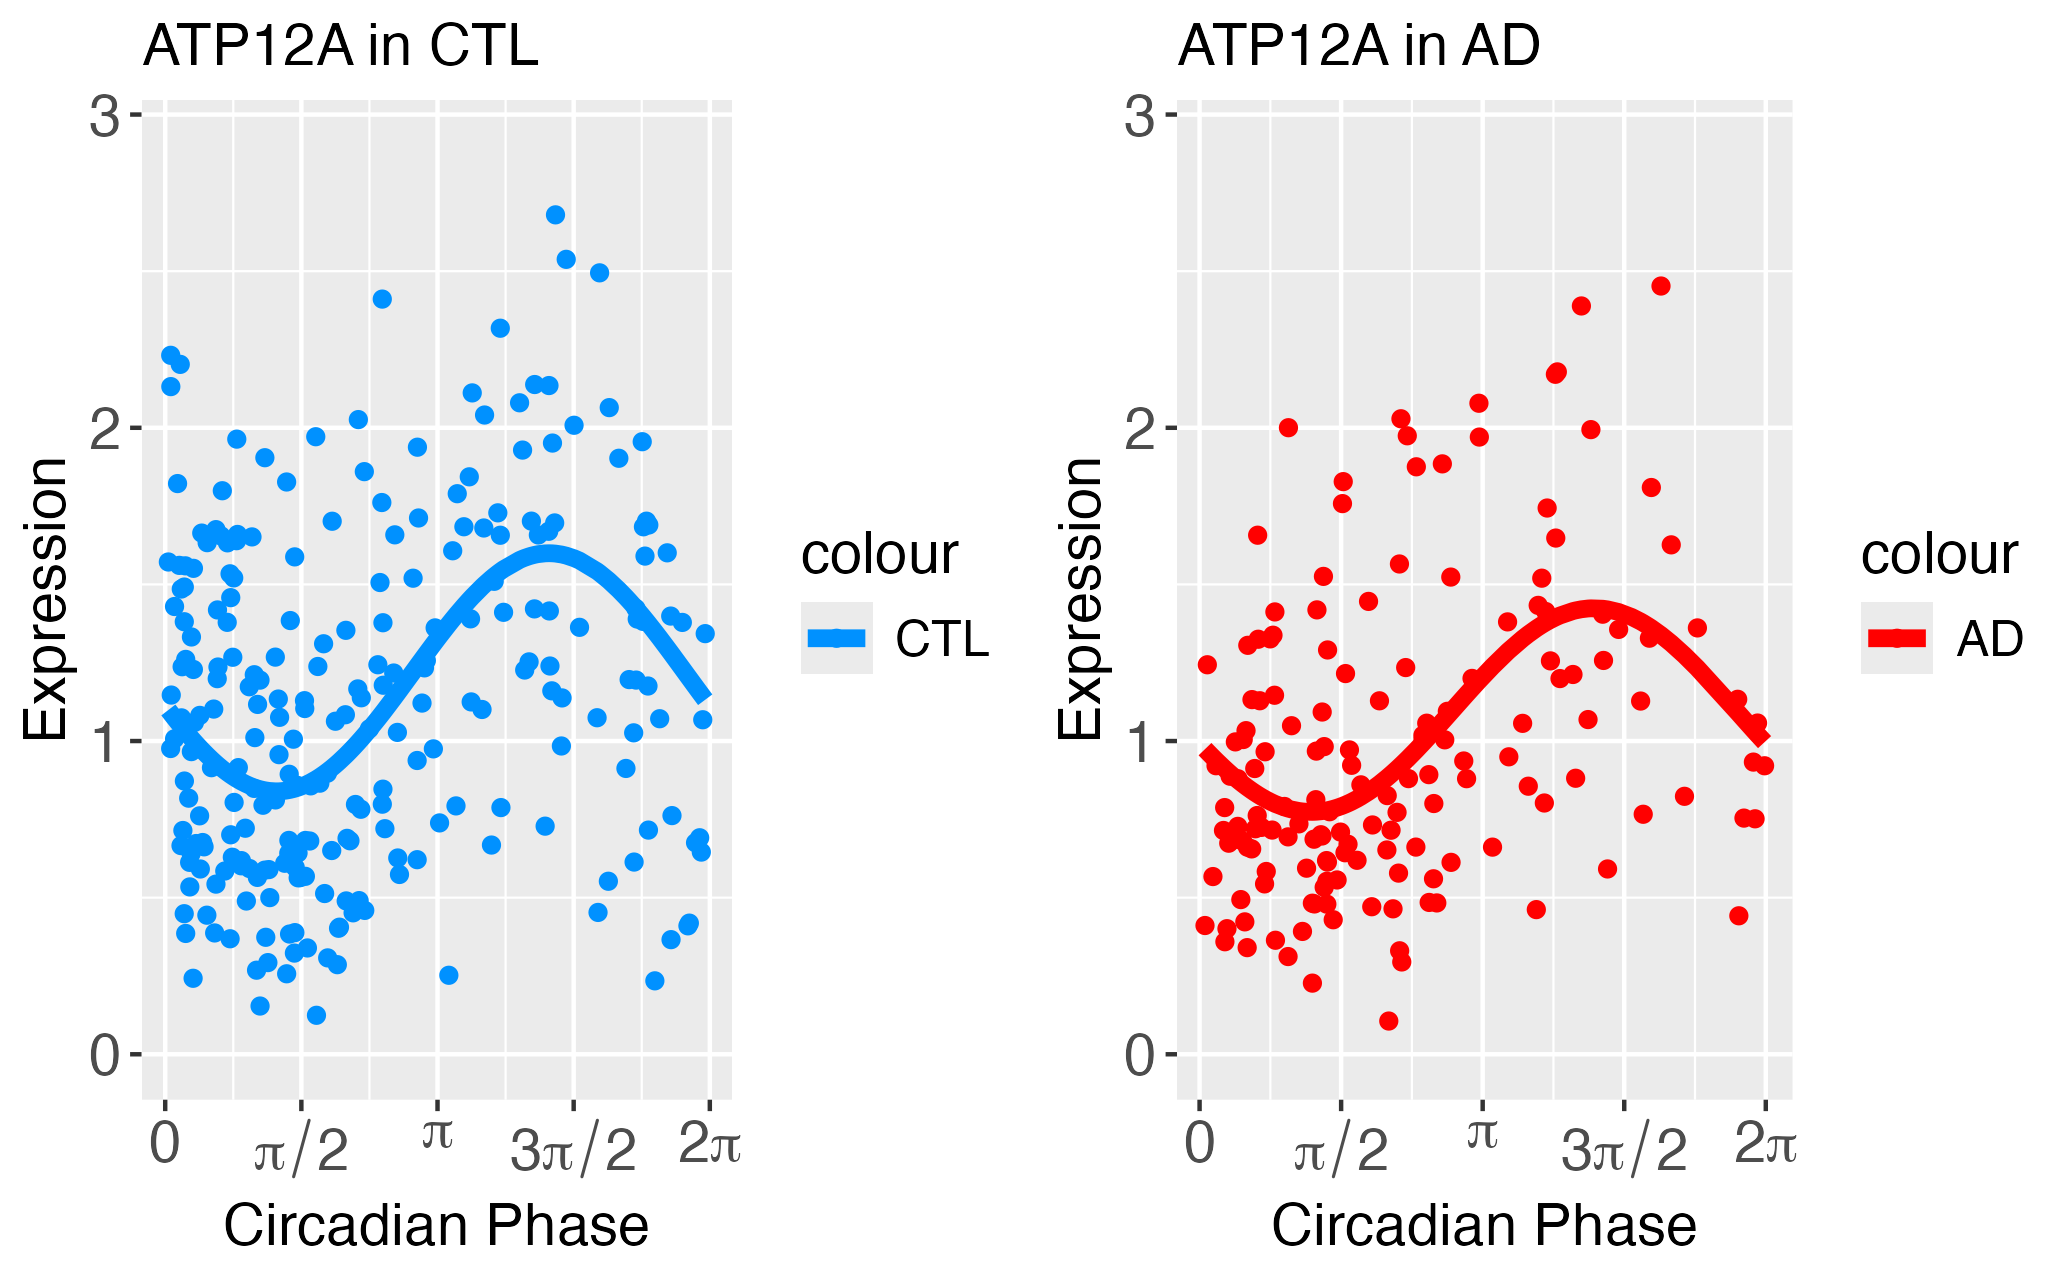 ATP12A in CTL
3
2
1
0
Expression
0 π/2 π 3π/2 2π
Circadian Phase
colour
CTL
ATP12A in AD
3
2
1
0
Expression
0 π/2 π 3π/2 2π
Circadian Phase
colour
AD